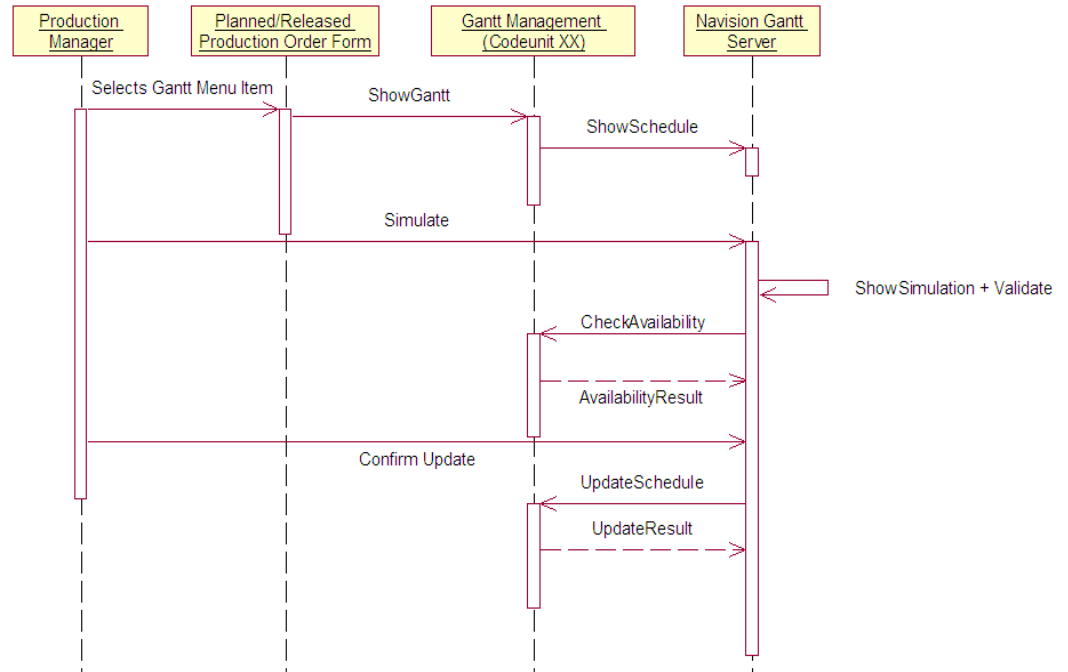 Production
Manager
Planned/Released
Production Order Form
Gantt Management
(Codeunit XX)
Navision Gantt
Server
Selects Gantt Menu Item
ShowGantt
ShowSchedule
Simulate
ShowSimulation + Validate
CheckAvailability
AvailabilityResult
Confirm Update
UpdateSchedule
UpdateResult